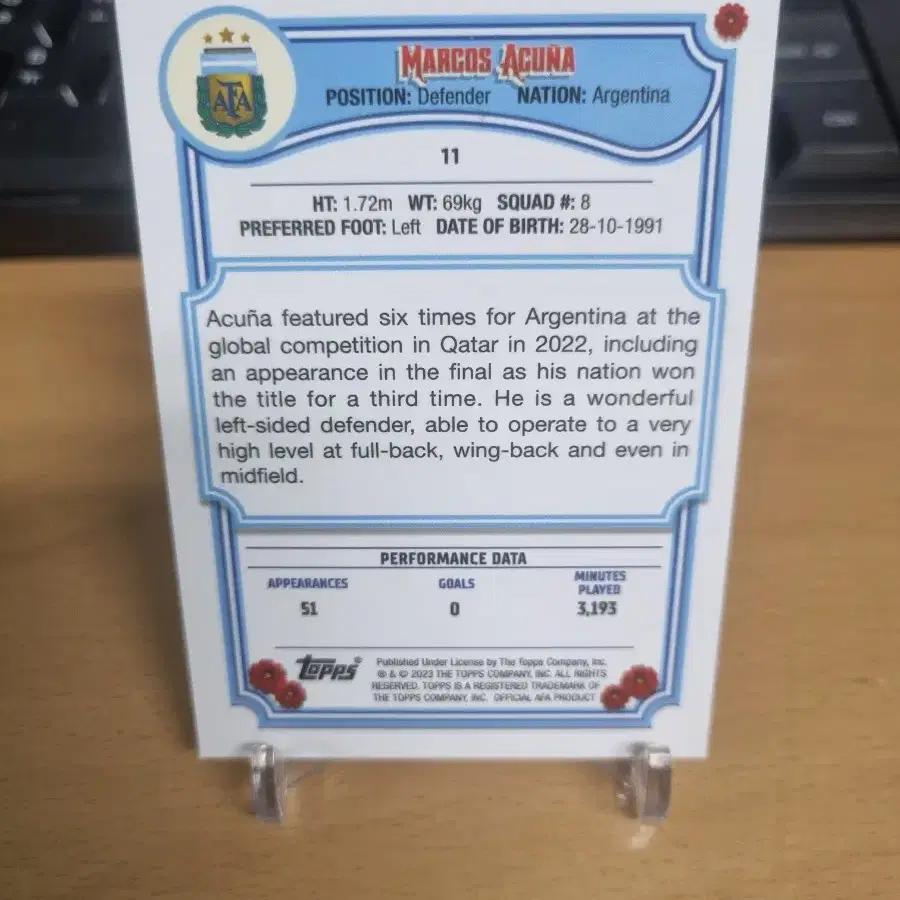 AFA
MARCOS ACUÑA
POSITION: Defender NATION: Argentina
11
HT: 1.72m WT: 69kg SQUAD #: 8
PREFERRED FOOT: Left DATE OF BIRTH: 28-10-1991
Acuña featured six times for Argentina at the
global competition in Qatar in 2022, including
an appearance in the final as his nation won
the title for a third time. He is a wonderful
left-sided defender, able to operate to a very
high level at full-back, wing-back and even in
midfield.
PERFORMANCE DATA
APPEARANCES GOALS MINUTES
PLAYED
51 0 3,193
topps®
Published Under License by The Topps Company, Inc.
® & © 2023 THE TOPPS COMPANY, INC. ALL RIGHTS
RESERVED. TOPPS IS A REGISTERED TRADEMARK OF
THE TOPPS COMPANY, INC. OFFICIAL AFA PRODUCT